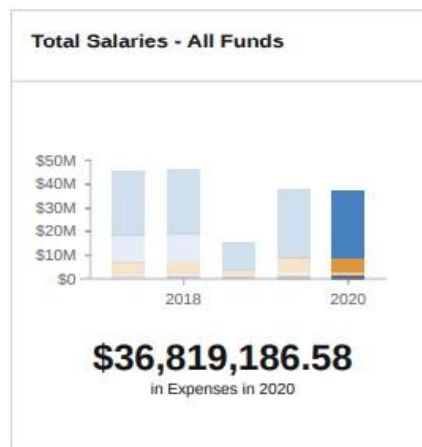 Total Salaries - All Funds
$50M
$40M
$30M
$20M
$10M
$0
2018
2020
$36,819,186.58
in Expenses in 2020